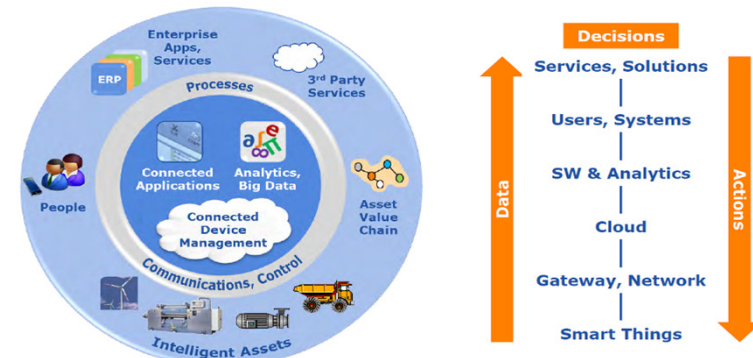 Enterprise
Apps,
Services
ERP
3rd Party
Services
Processes
Connected
Applications
Analytics,
Big Data
People
Asset
Value
Chain
Connected
Device
Management
Communications, Control
Intelligent Assets
Decisions
Services, Solutions
Users, Systems
SW & Analytics
Cloud
Gateway, Network
Smart Things
Data
Actions